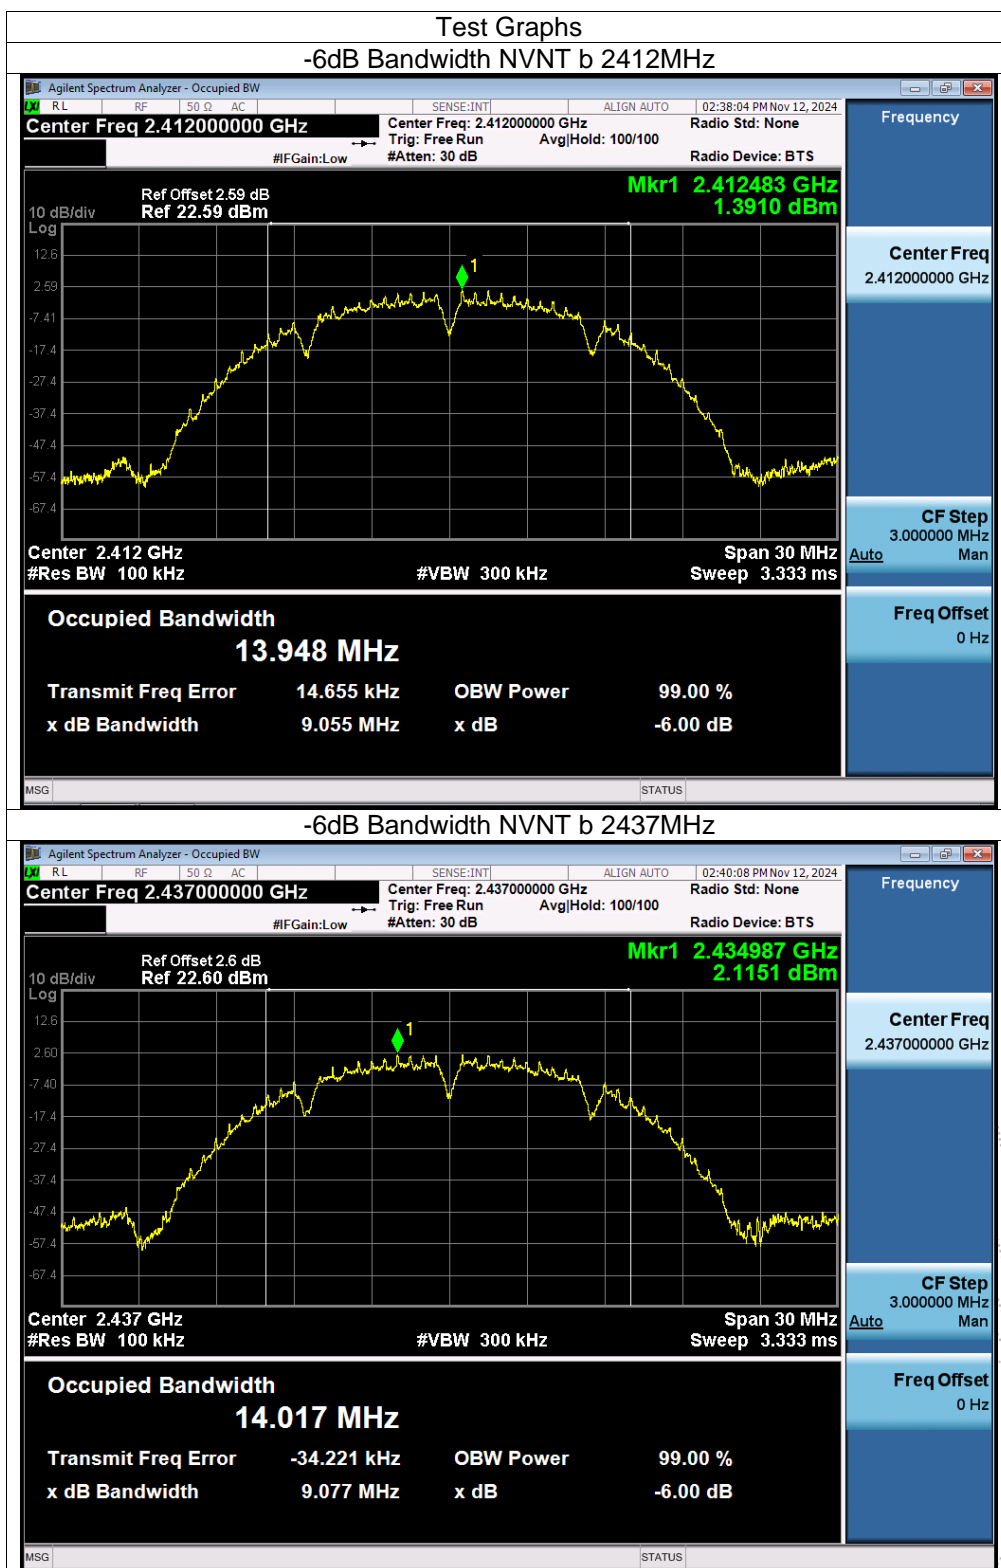 Test Graphs
-6dB Bandwidth NVNT b 2412MHz
Agilent Spectrum Analyzer - Occupied BW
LXI RL RF 50 Ω AC SENSE:INT ALIGN AUTO 02:38:04 PM Nov 12, 2024
Center Freq 2.412000000 GHz
Center Freq: 2.412000000 GHz
Radio Std: None
Trig: Free Run Avg|Hold: 100/100
#IFGain:Low
#Atten: 30 dB
Radio Device: BTS
Frequency
Mkr1 2.412483 GHz
1.3910 dBm
Ref Offset 2.59 dB
10 dB/div Ref 22.59 dBm
Log
12.6
2.59
-7.41
-17.4
-27.4
-37.4
-47.4
-57.4
-67.4
1
Center Freq
2.412000000 GHz
Center 2.412 GHz Span 30 MHz
#Res BW 100 kHz #VBW 300 kHz Sweep 3.333 ms
CF Step
3.000000 MHz
Auto Man
Occupied Bandwidth
13.948 MHz
Transmit Freq Error 14.655 kHz OBW Power 99.00 %
x dB Bandwidth 9.055 MHz x dB -6.00 dB
Freq Offset
0 Hz
MSG STATUS
-6dB Bandwidth NVNT b 2437MHz
Agilent Spectrum Analyzer - Occupied BW
LXI RL RF 50 Ω AC SENSE:INT ALIGN AUTO 02:40:08 PM Nov 12, 2024
Center Freq 2.437000000 GHz
Center Freq: 2.437000000 GHz
Radio Std: None
Trig: Free Run Avg|Hold: 100/100
#IFGain:Low
#Atten: 30 dB
Radio Device: BTS
Frequency
Mkr1 2.434987 GHz
2.1151 dBm
Ref Offset 2.6 dB
10 dB/div Ref 22.60 dBm
Log
12.6
2.60
-7.40
-17.4
-27.4
-37.4
-47.4
-57.4
-67.4
1
Center Freq
2.437000000 GHz
Center 2.437 GHz Span 30 MHz
#Res BW 100 kHz #VBW 300 kHz Sweep 3.333 ms
CF Step
3.000000 MHz
Auto Man
Occupied Bandwidth
14.017 MHz
Transmit Freq Error -34.221 kHz OBW Power 99.00 %
x dB Bandwidth 9.077 MHz x dB -6.00 dB
Freq Offset
0 Hz
MSG STATUS